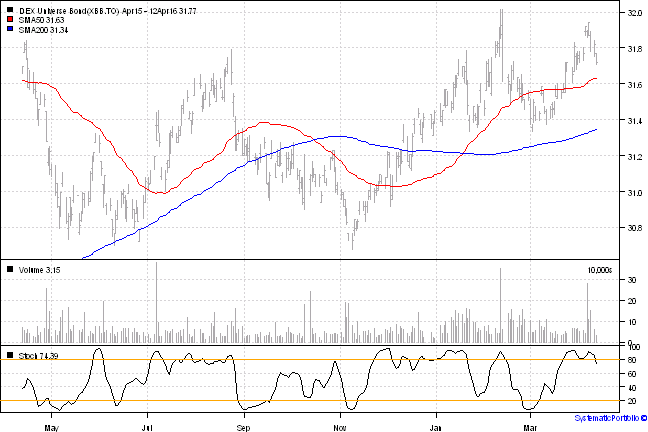 DEX Universe Bond(XBB.TO) Apr15 - 12Apr16 31.77
SMA50 31.63
SMA200 31.34
32.0
31.8
31.6
31.4
31.2
31.0
30.8
Volume 3.15
10,000s
30
20
10
0
Stoch 74.39
100
80
60
40
20
May
Jul
Sep
Nov
Jan
Mar
SystematicPortfolio ©